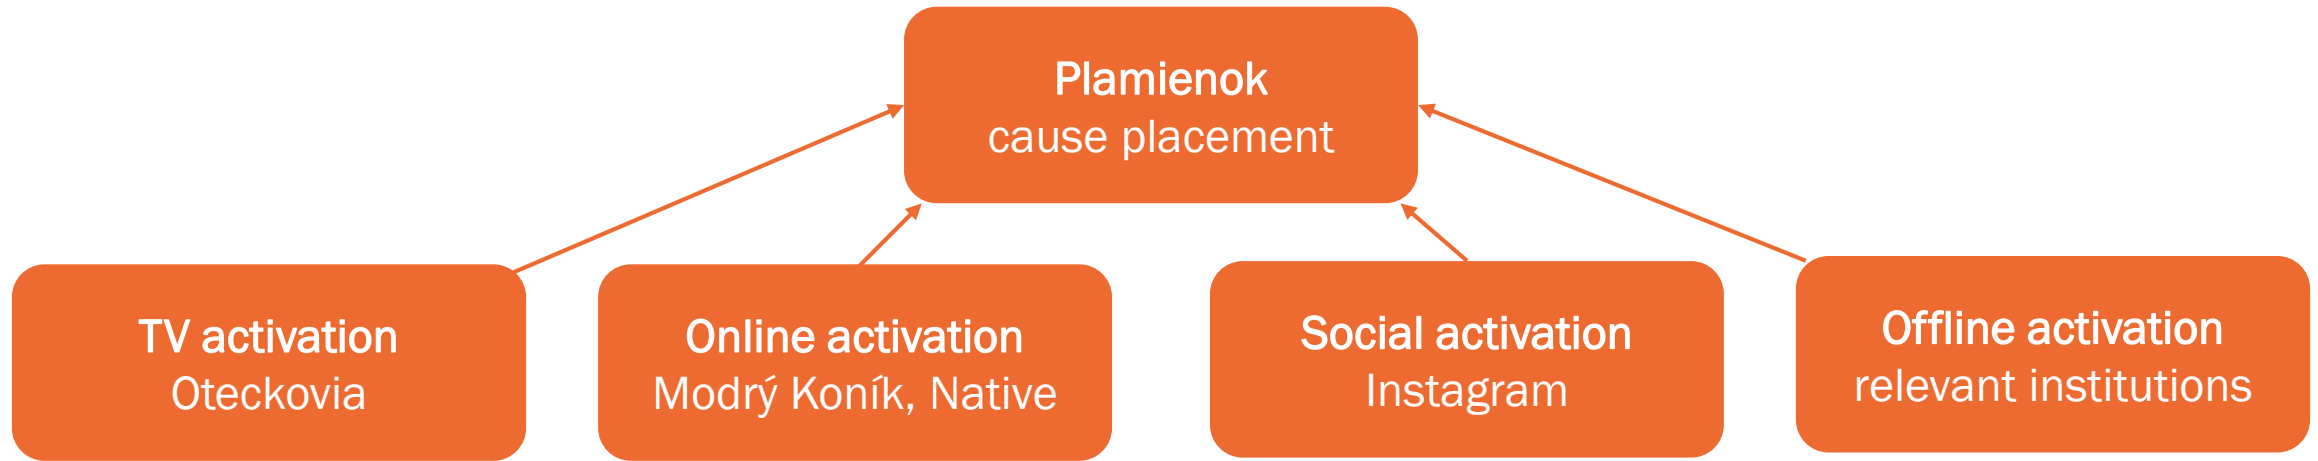 Plamienok
cause placement
TV activation
Oteckovia
Online activation
Modrý Koník, Native
Social activation
Instagram
Offline activation
relevant institutions